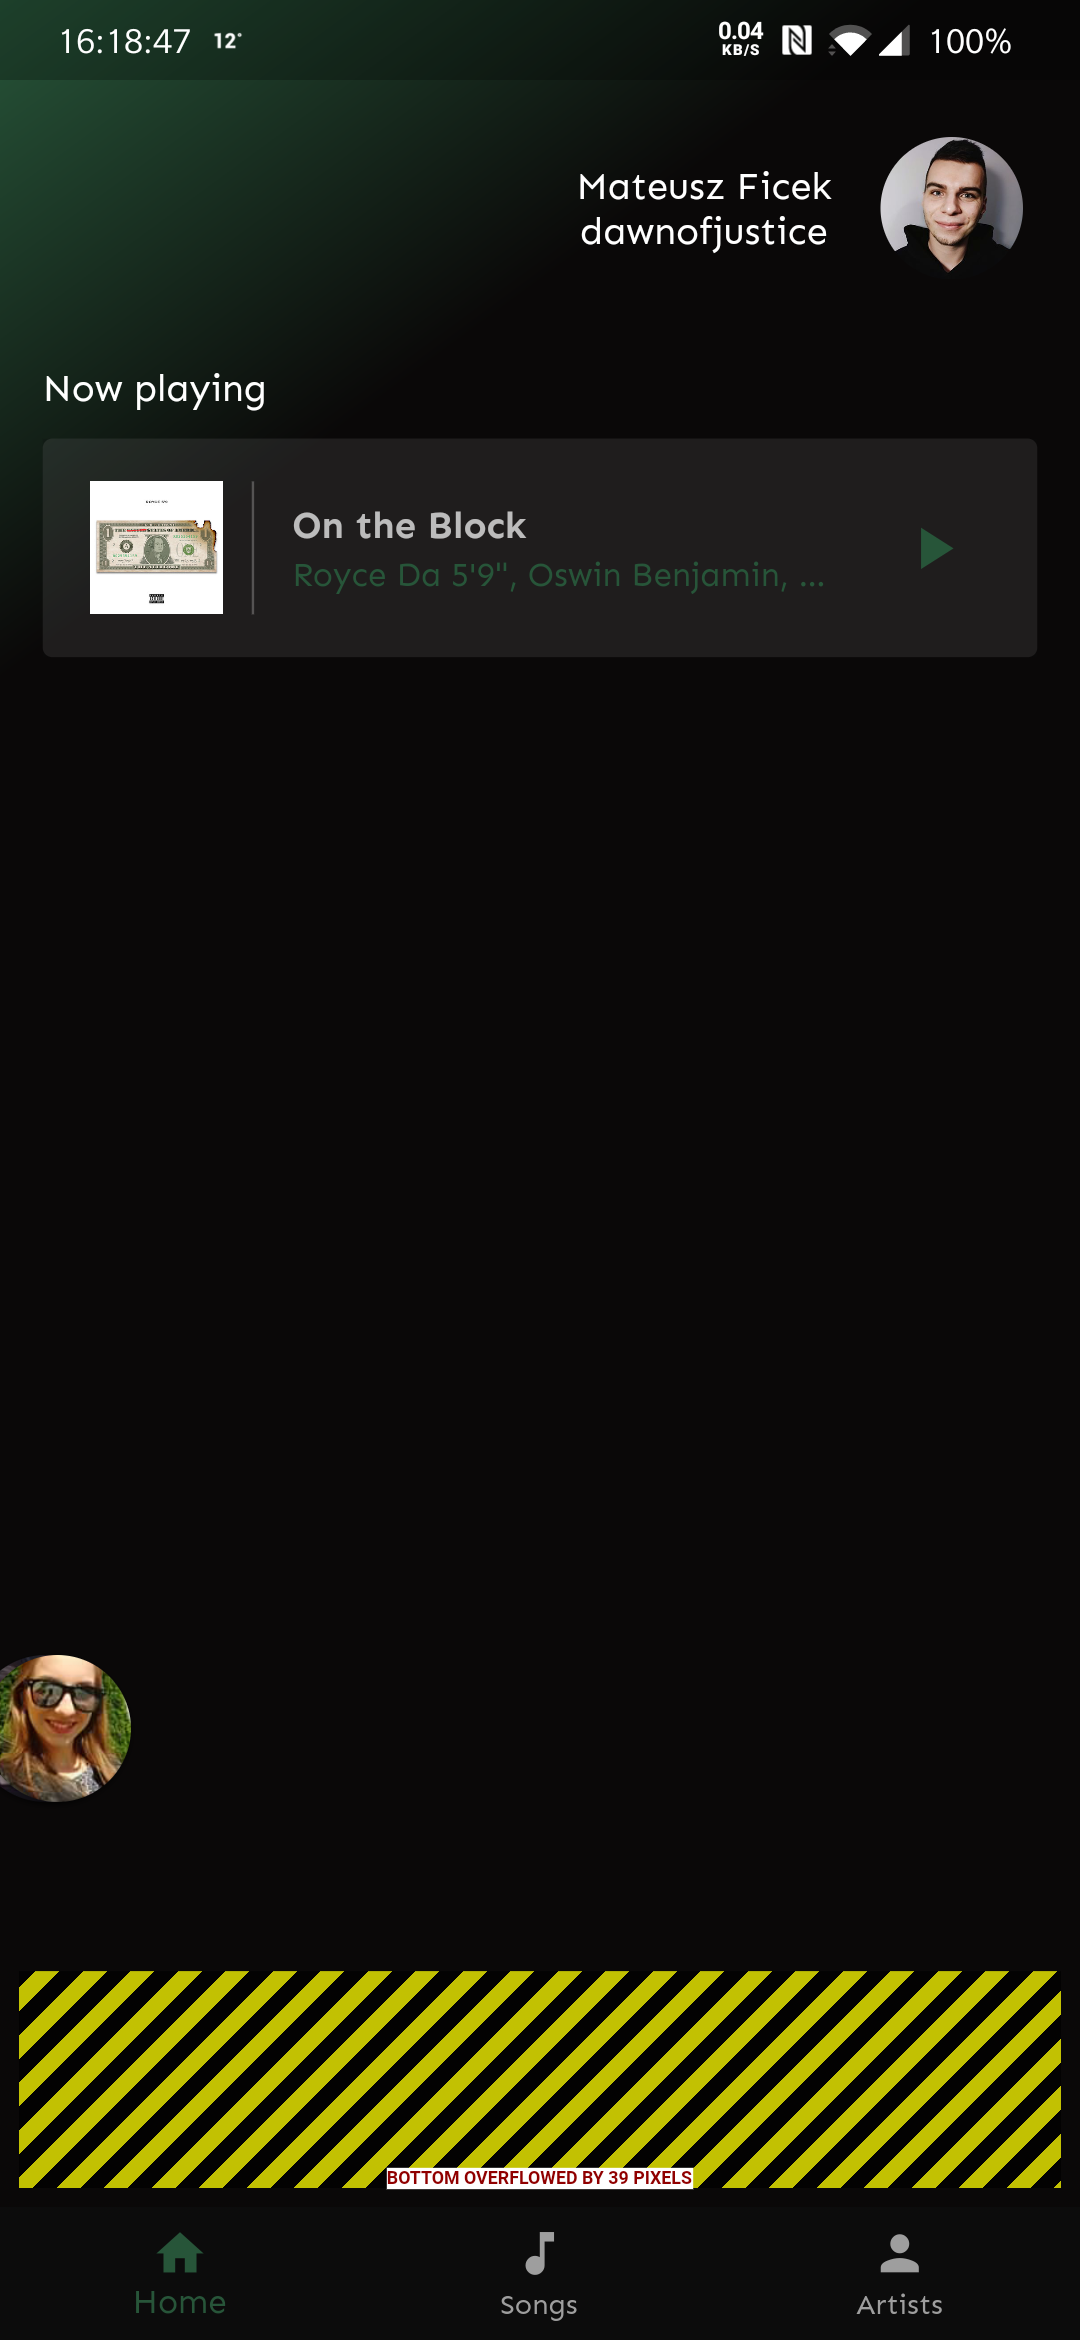 16:18:47 12°
0.04
KB/S
100%
Mateusz Ficek
dawnofjustice
Now playing
On the Block
Royce Da 5'9", Oswin Benjamin, ...
BOTTOM OVERFLOWED BY 39 PIXELS
Home
Songs
Artists